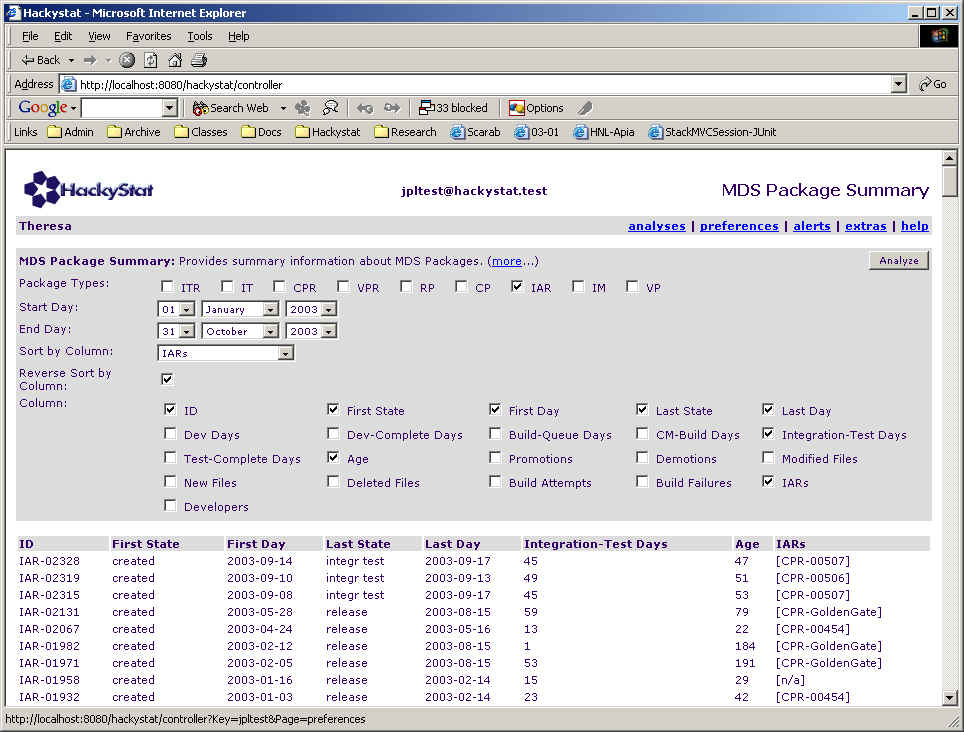 Hackystat - Microsoft Internet Explorer
File Edit View Favorites Tools Help
Back
Address http://localhost:8080/hackystat/controller Go
Google Search Web 33 blocked Options
Links Admin Archive Classes Docs Hackystat Research Scarab 03-01 HNL-Apia StackMVCSession-JUnit
HackyStat jpltest@hackystat.test MDS Package Summary
Theresa analyses | preferences | alerts | extras | help
MDS Package Summary: Provides summary information about MDS Packages. (more...) Analyze
Package Types: ITR IT CPR VPR RP CP IAR IM VP
Start Day: 01 January 2003
End Day: 31 October 2003
Sort by Column: IARs
Reverse Sort by
Column:
Column:
ID First State First Day Last State Last Day
Dev Days Dev-Complete Days Build-Queue Days CM-Build Days Integration-Test Days
Test-Complete Days Age Promotions Demotions Modified Files
New Files Deleted Files Build Attempts Build Failures IARs
Developers
ID First State First Day Last State Last Day Integration-Test Days Age IARs
IAR-02328 created 2003-09-14 integr test 2003-09-17 45 47 [CPR-00507]
IAR-02319 created 2003-09-10 integr test 2003-09-13 49 51 [CPR-00506]
IAR-02315 created 2003-09-08 integr test 2003-09-17 45 53 [CPR-00507]
IAR-02131 created 2003-05-28 release 2003-08-15 59 79 [CPR-GoldenGate]
IAR-02067 created 2003-04-24 release 2003-05-16 13 22 [CPR-00454]
IAR-01982 created 2003-02-12 release 2003-08-15 1 184 [CPR-GoldenGate]
IAR-01971 created 2003-02-05 release 2003-08-15 53 191 [CPR-GoldenGate]
IAR-01958 created 2003-01-16 release 2003-02-14 15 29 [n/a]
IAR-01932 created 2003-01-03 release 2003-02-14 23 42 [CPR-00454]
http://localhost:8080/hackystat/controller?Key=jpltest&Page=preferences